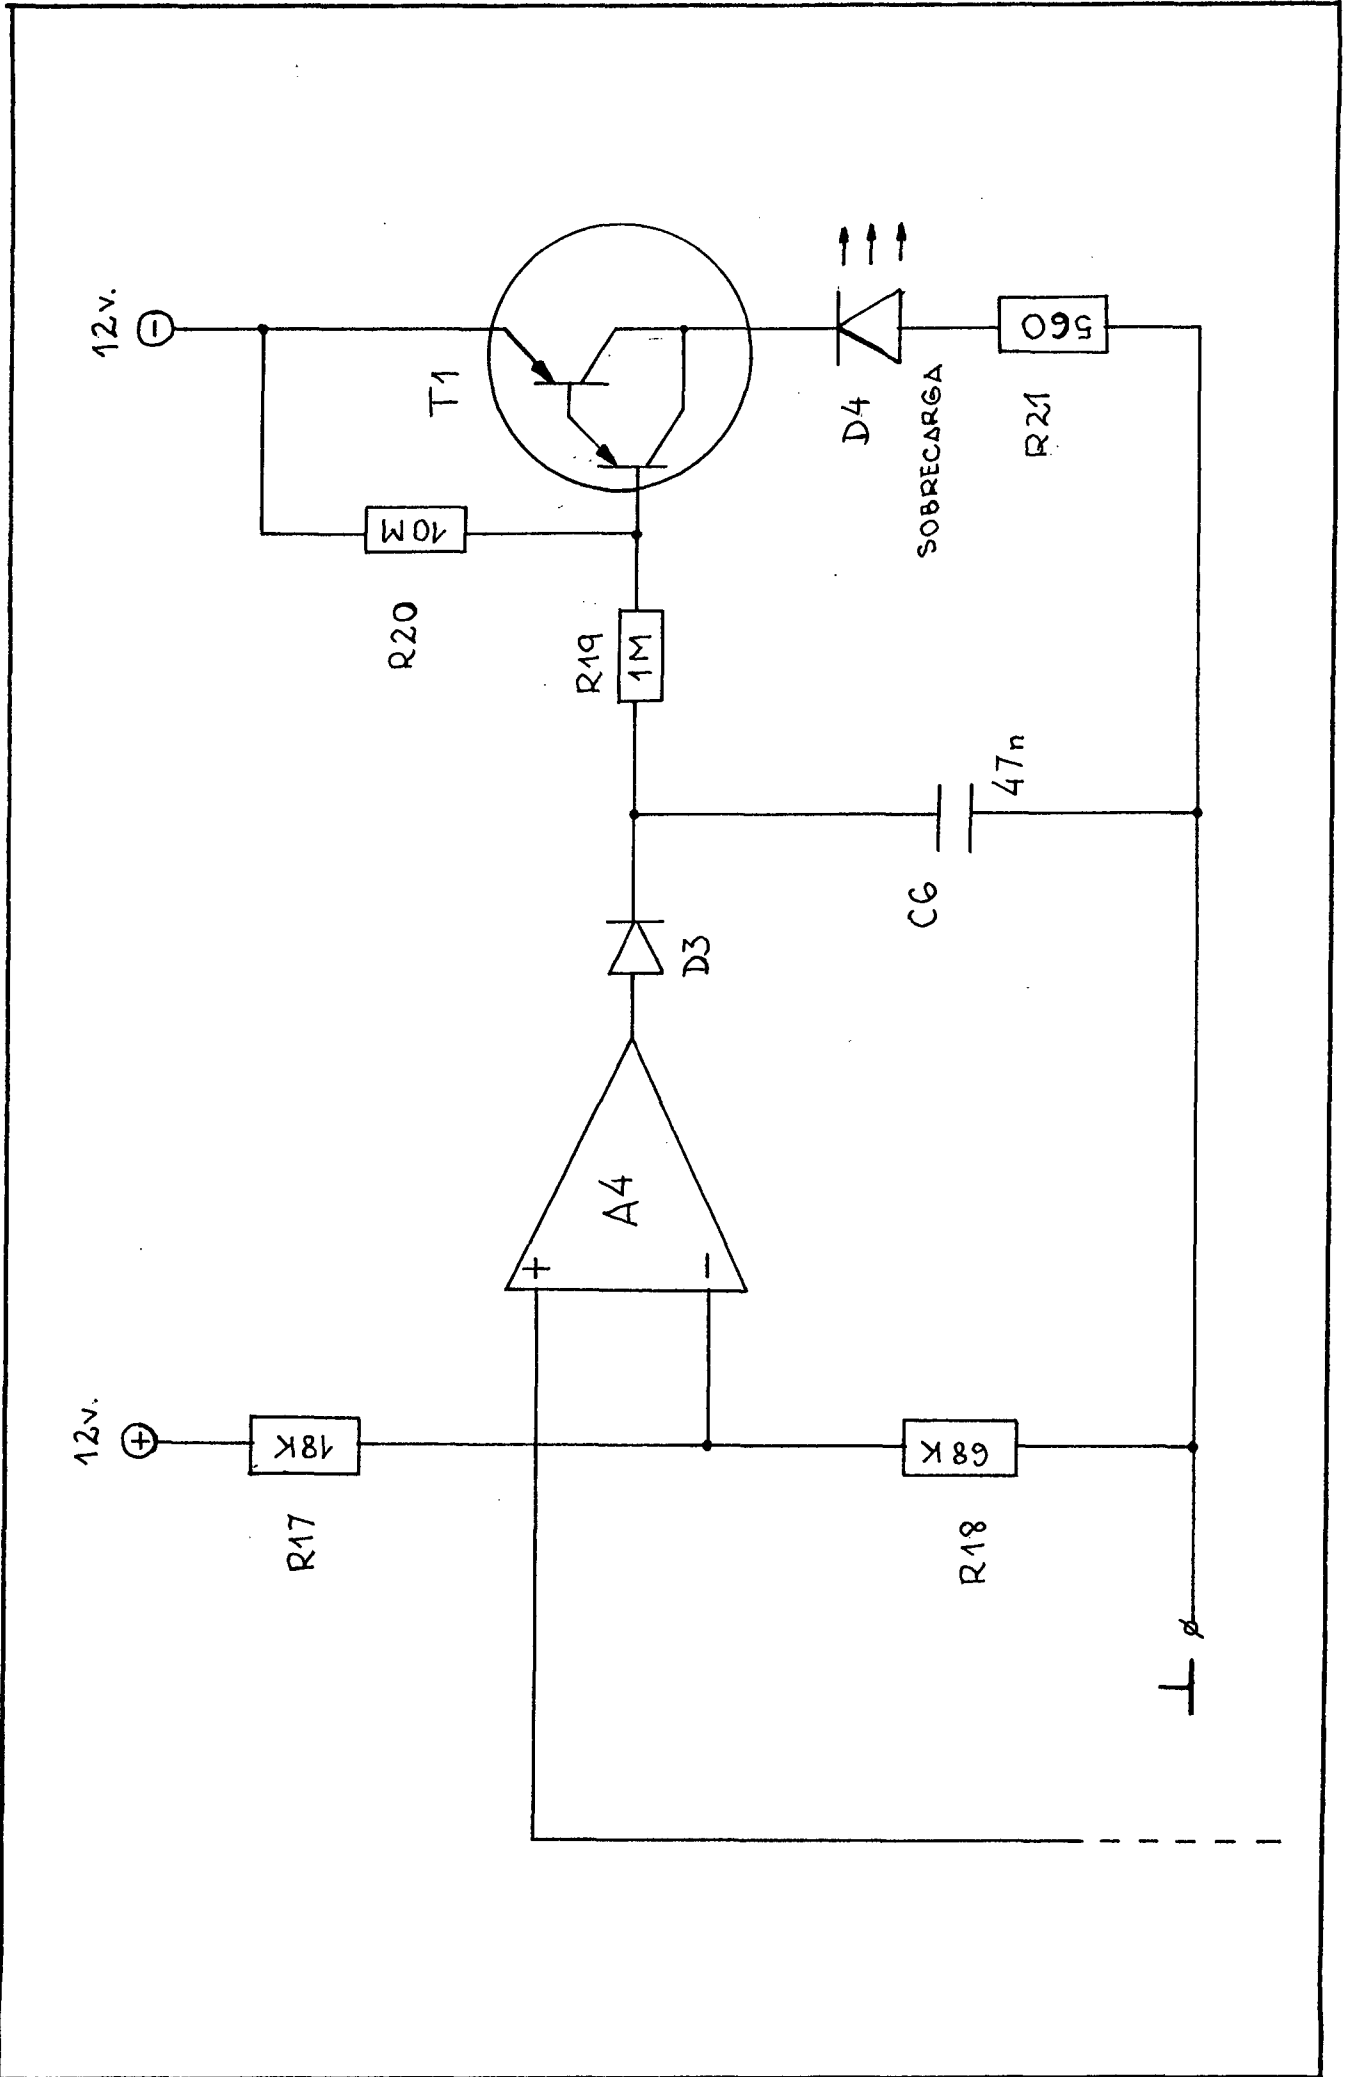 12v.
+
R17
18K
R18
68K
⊥ ø
+
-
A4
D3
C6
47n
R19
1M
R20
10M
12v.
-
T1
D4
SOBRECARGA
R21
560